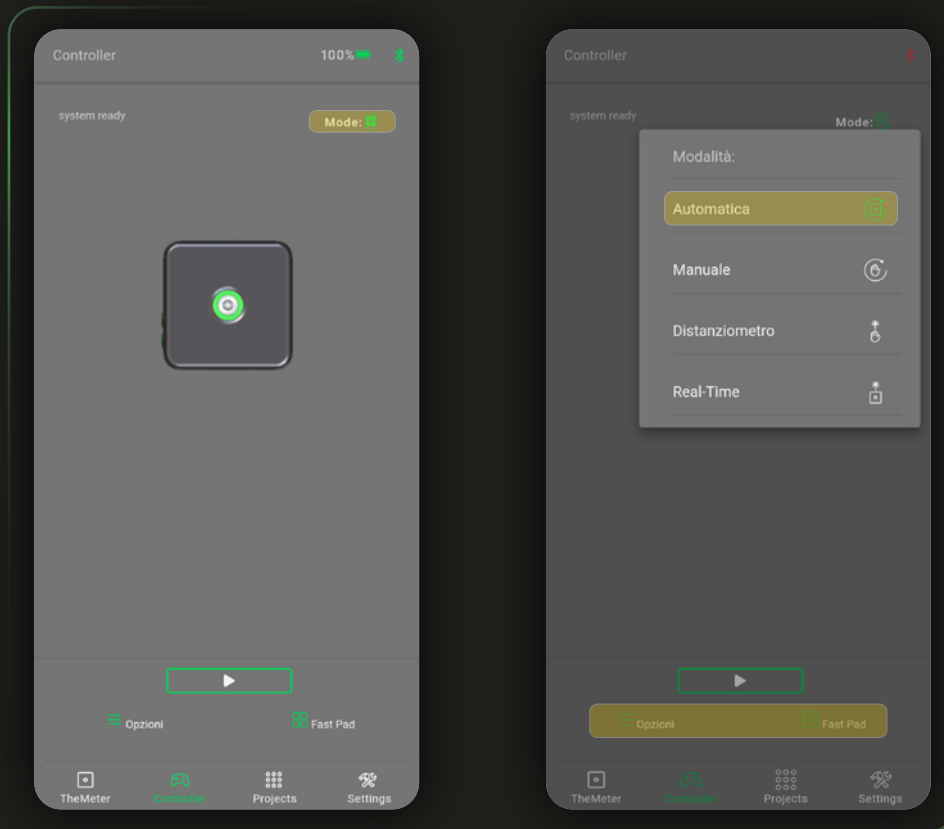 Controller 100%
system ready
Mode:
Opzioni Fast Pad
TheMeter Controller Projects Settings
Controller
system ready
Mode:
Modalità:
Automatica
Manuale
Distanziometro
Real-Time
Opzioni Fast Pad
TheMeter Controller Projects Settings